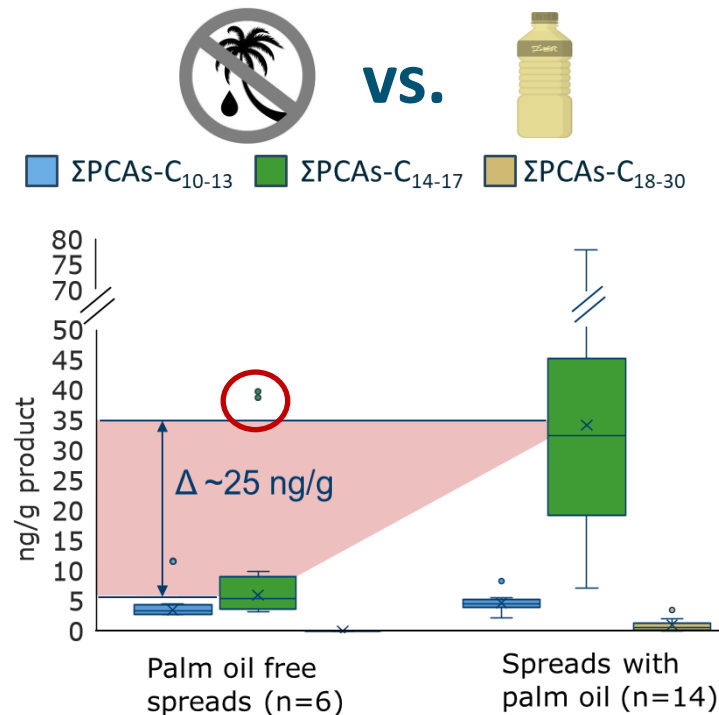 vs.
ΣPCAs-C10-13 ΣPCAs-C14-17 ΣPCAs-C18-30
80
75
70
50
45
40
35
30
25
20
15
10
5
0
ng/g product
Δ ~25 ng/g
Palm oil free
spreads (n=6)
Spreads with
palm oil (n=14)